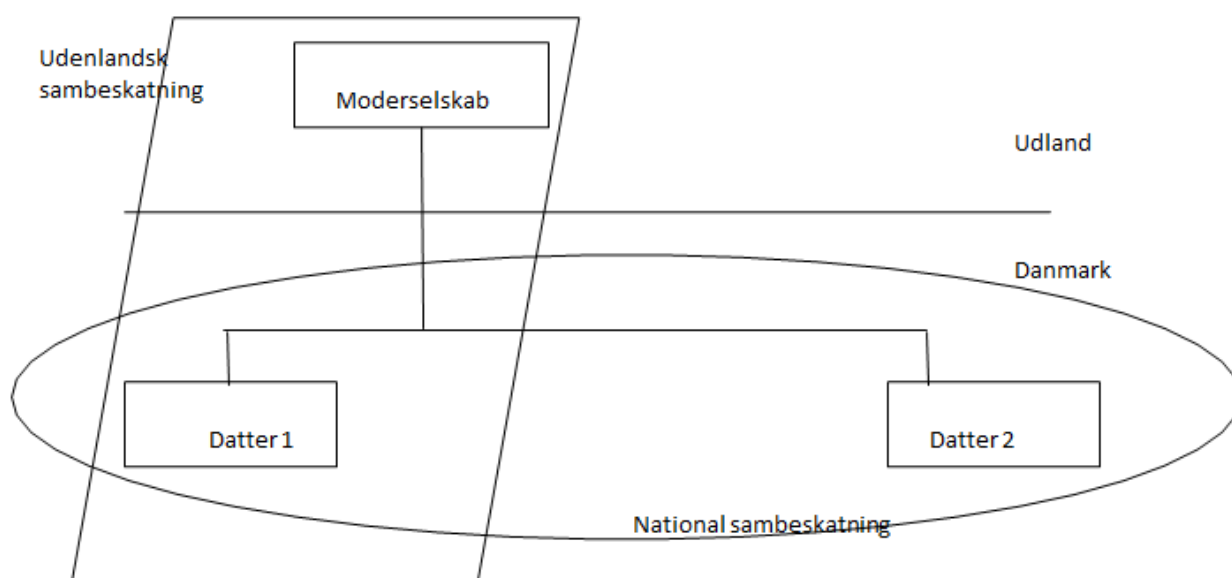 Udenlandsk
sambeskatning
Moderselskab
Udland
Danmark
Datter 1
Datter 2
National sambeskatning